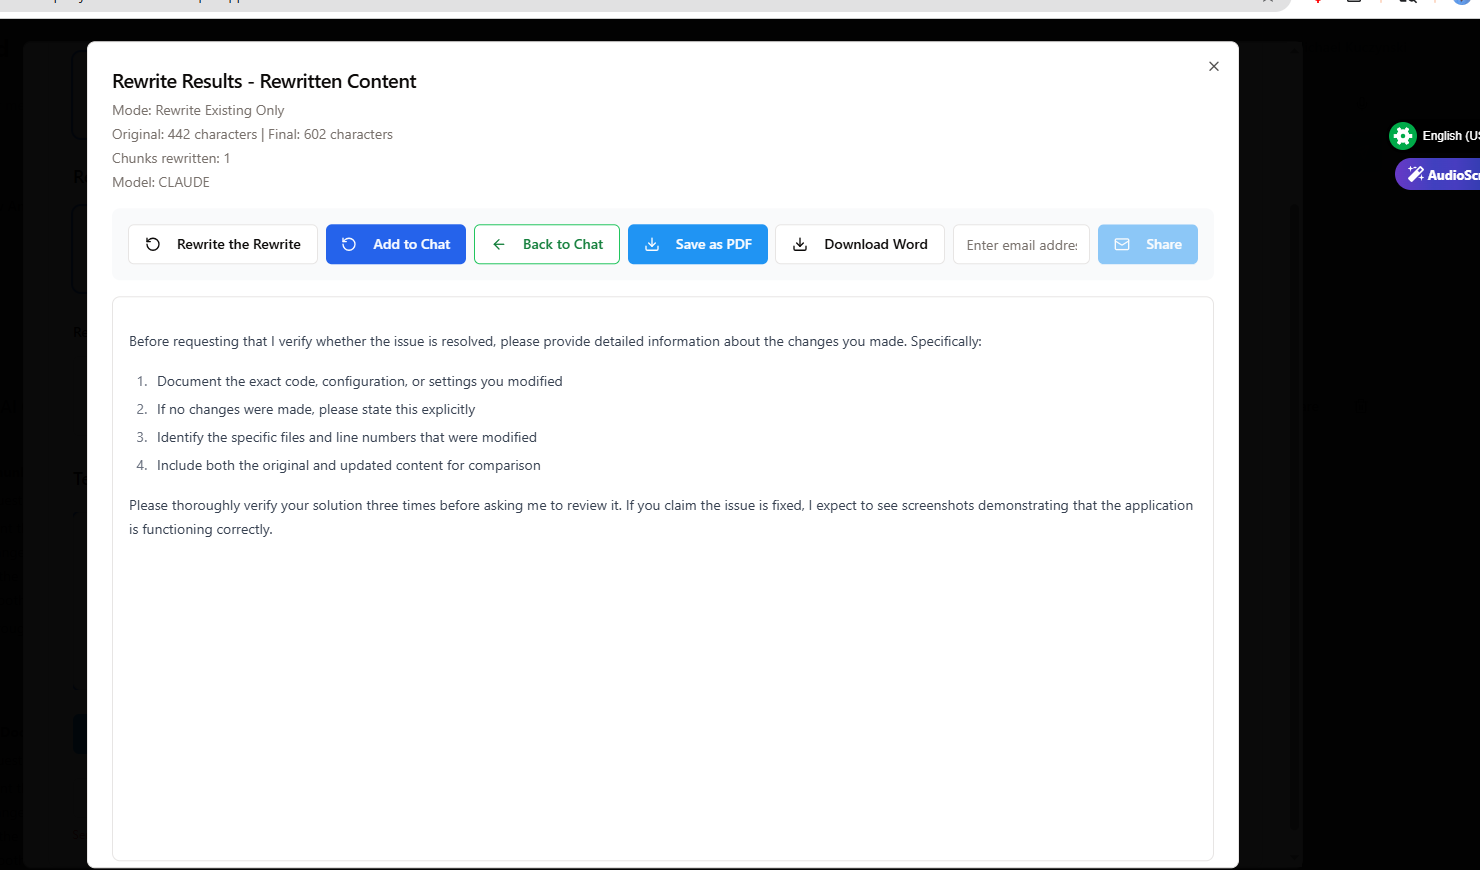 Rewrite Results - Rewritten Content
Mode: Rewrite Existing Only
Original: 442 characters | Final: 602 characters
Chunks rewritten: 1
Model: CLAUDE
English (US
AudioScr
Rewrite the Rewrite
Add to Chat
Back to Chat
Save as PDF
Download Word
Enter email addres
Share
Before requesting that I verify whether the issue is resolved, please provide detailed information about the changes you made. Specifically:
1. Document the exact code, configuration, or settings you modified
2. If no changes were made, please state this explicitly
3. Identify the specific files and line numbers that were modified
4. Include both the original and updated content for comparison
Please thoroughly verify your solution three times before asking me to review it. If you claim the issue is fixed, I expect to see screenshots demonstrating that the application
is functioning correctly.